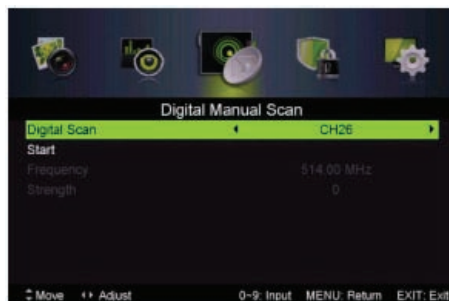 Digital Manual Scan
Digital Scan CH26
Start
Frequency 514.00 MHz
Strength 0
Move Adjust 0~9: Input MENU: Return EXIT: Exit